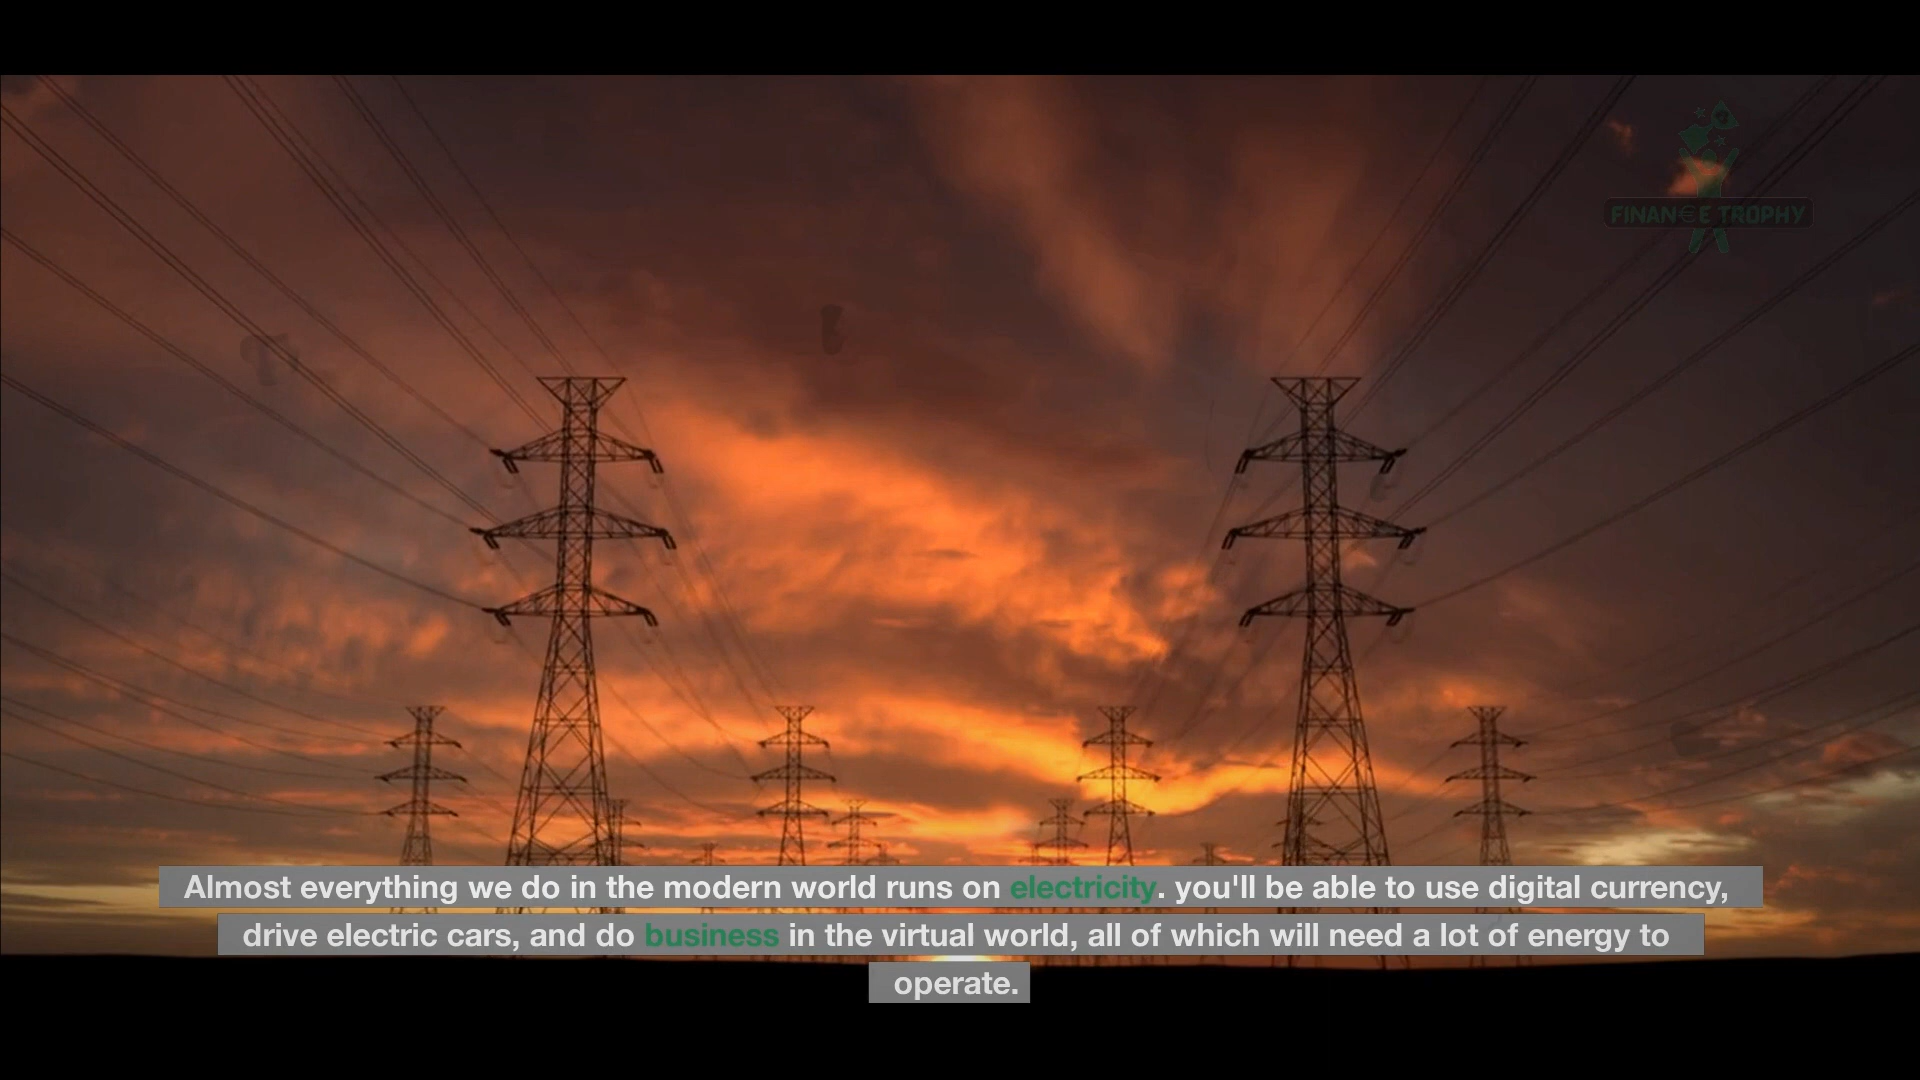 FINAN€E TROPHY
Almost everything we do in the modern world runs on electricity. you'll be able to use digital currency,
drive electric cars, and do business in the virtual world, all of which will need a lot of energy to
operate.